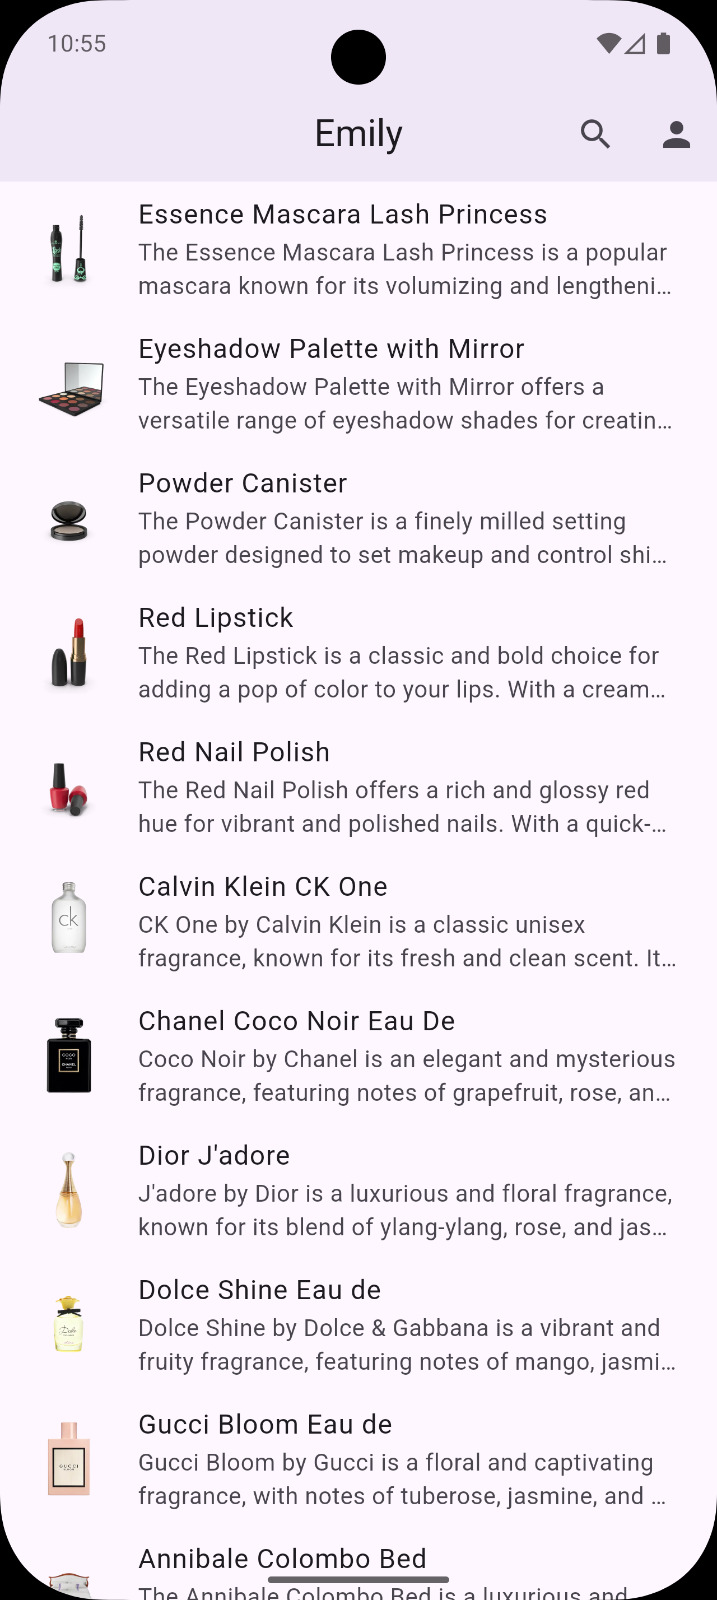 10:55
Emily
Essence Mascara Lash Princess
The Essence Mascara Lash Princess is a popular
mascara known for its volumizing and lengtheni…
Eyeshadow Palette with Mirror
The Eyeshadow Palette with Mirror offers a
versatile range of eyeshadow shades for creatin…
Powder Canister
The Powder Canister is a finely milled setting
powder designed to set makeup and control shi…
Red Lipstick
The Red Lipstick is a classic and bold choice for
adding a pop of color to your lips. With a cream…
Red Nail Polish
The Red Nail Polish offers a rich and glossy red
hue for vibrant and polished nails. With a quick-…
ck
Calvin Klein CK One
CK One by Calvin Klein is a classic unisex
fragrance, known for its fresh and clean scent. It…
COCO
CHANEL
Chanel Coco Noir Eau De
Coco Noir by Chanel is an elegant and mysterious
fragrance, featuring notes of grapefruit, rose, an…
Dior J'adore
J'adore by Dior is a luxurious and floral fragrance,
known for its blend of ylang-ylang, rose, and jas…
Dolce Shine Eau de
Dolce Shine by Dolce & Gabbana is a vibrant and
fruity fragrance, featuring notes of mango, jasmi…
GUCCI
Gucci Bloom Eau de
Gucci Bloom by Gucci is a floral and captivating
fragrance, with notes of tuberose, jasmine, and …
Annibale Colombo Bed
The Annibale Colombo Bed is a luxurious and